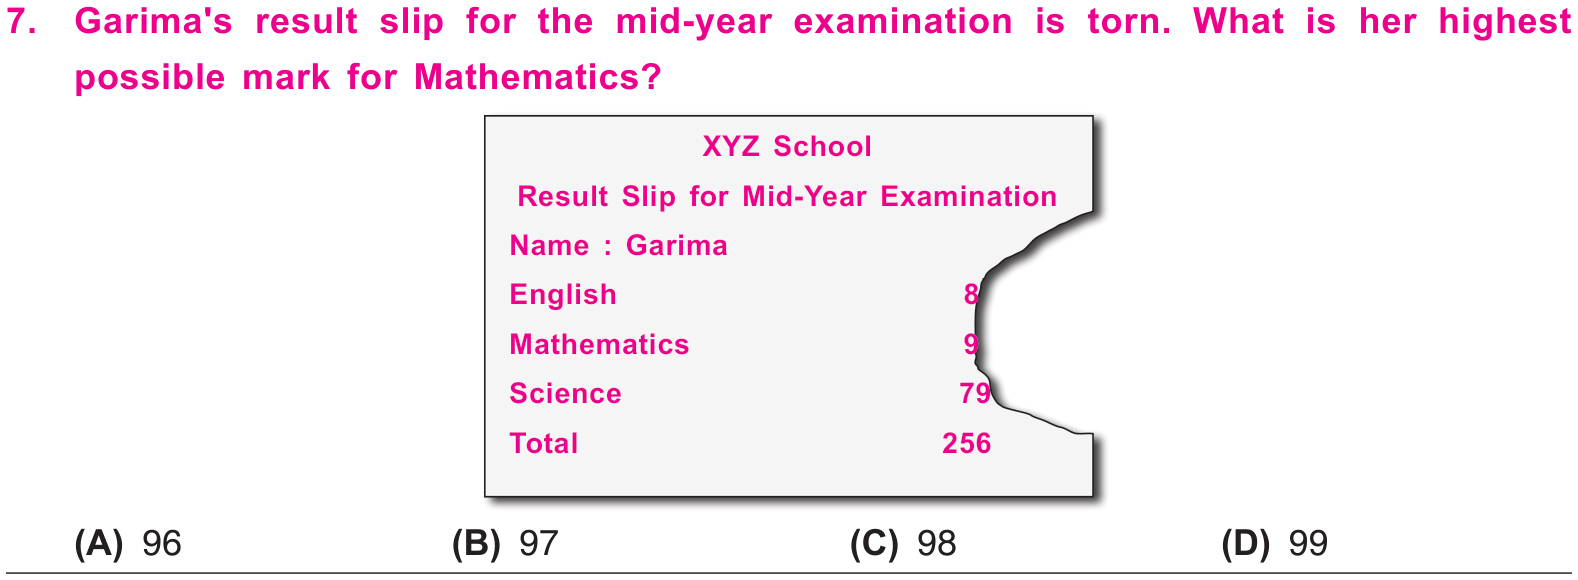 7. Garima's result slip for the mid-year examination is torn. What is her highest
possible mark for Mathematics?
XYZ School
Result Slip for Mid-Year Examination
Name : Garima
English 8
Mathematics 9
Science 79
Total 256
(A) 96 (B) 97 (C) 98 (D) 99